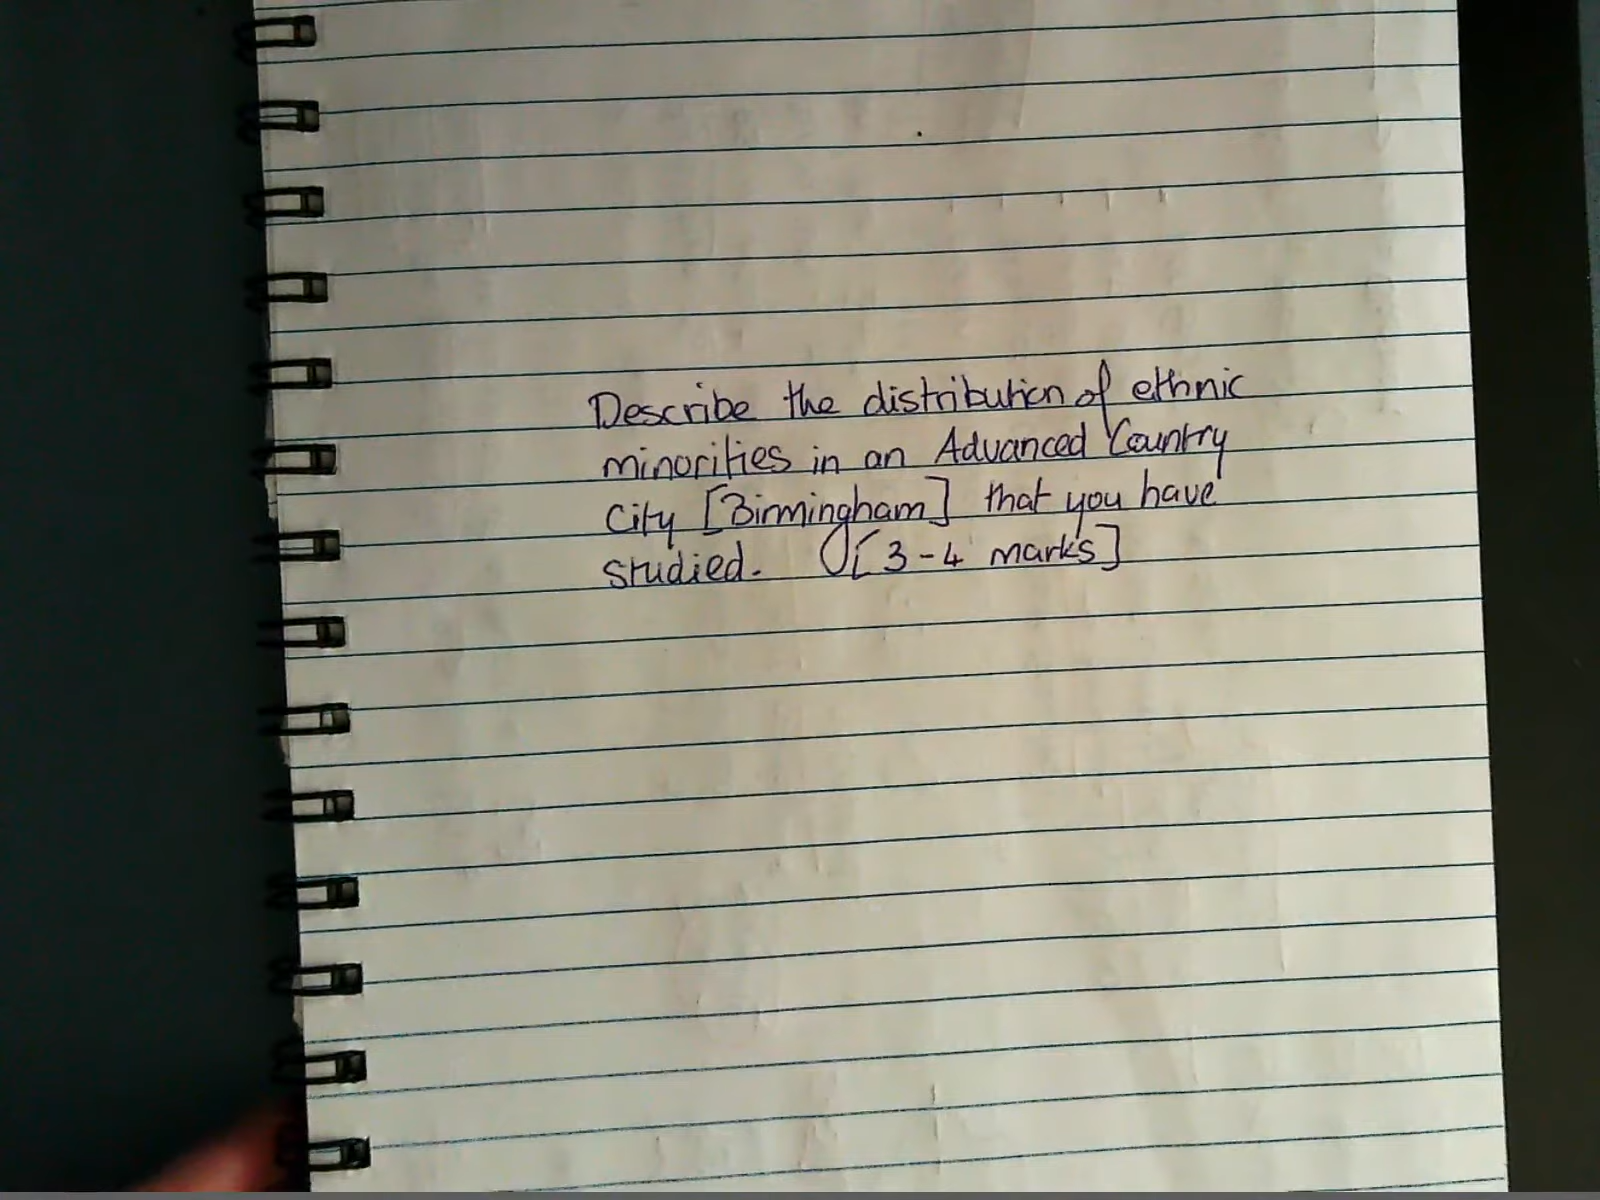 Describe the distribution of ethnic
minorities in an Advanced Country
City [Birmingham] that you have
studied. [3-4 marks]